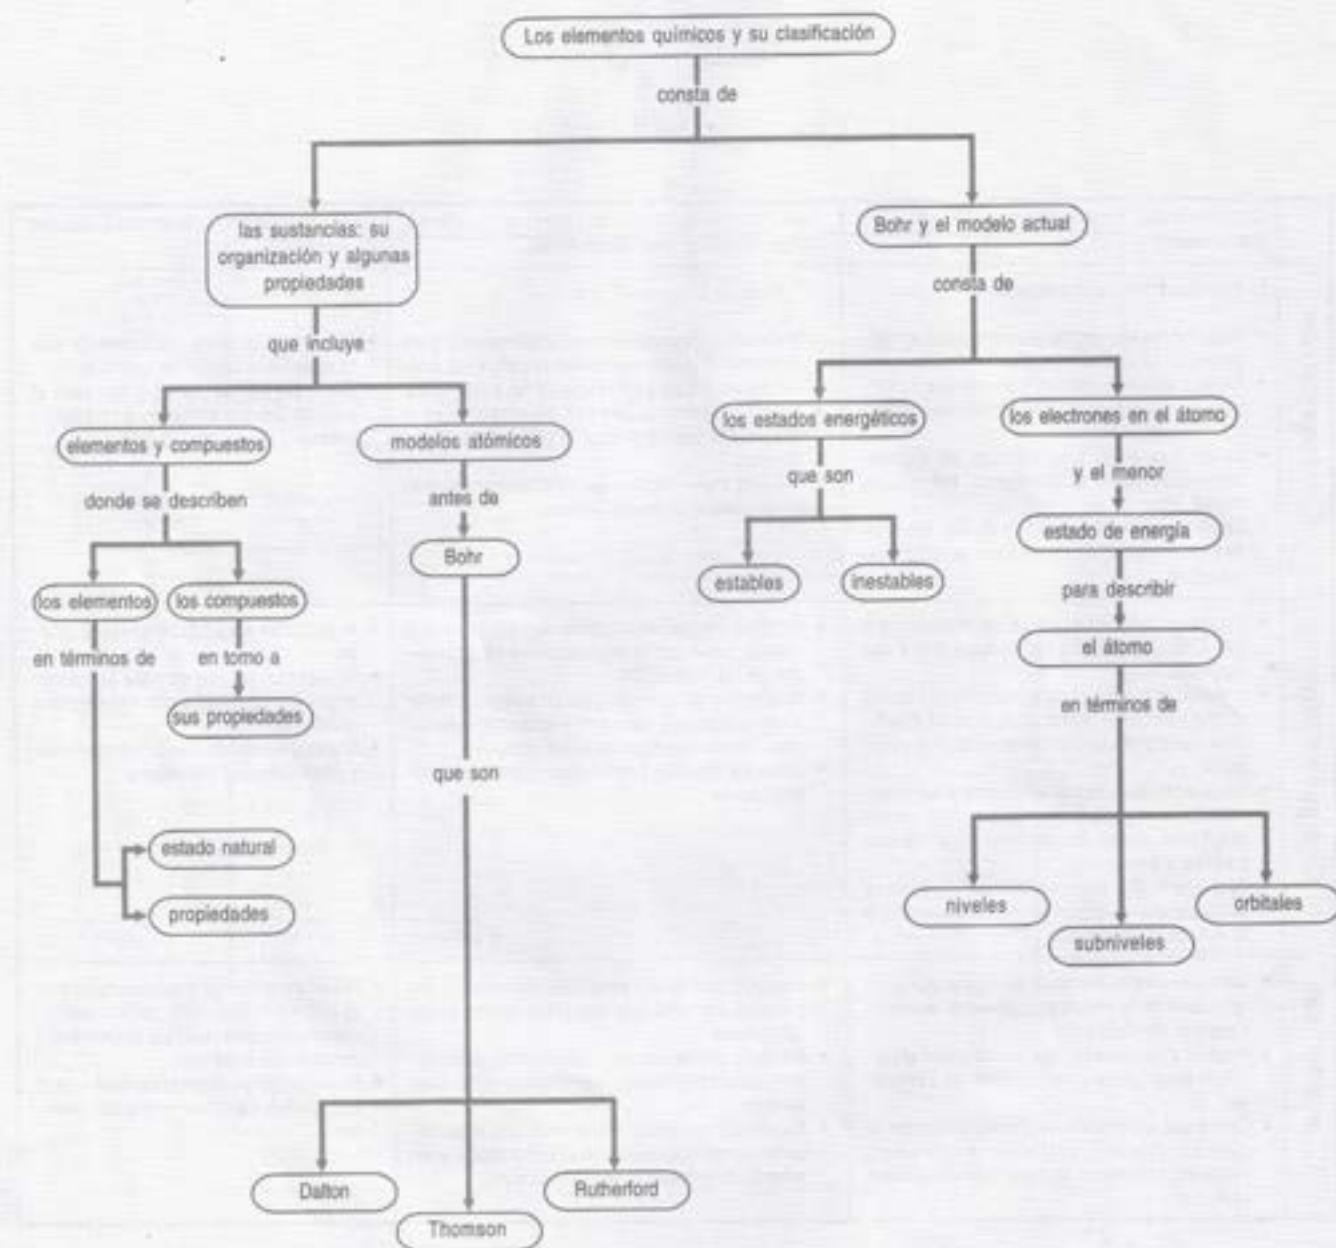 Los elementos químicos y su clasificación
consta de
las sustancias: su
organización y algunas
propiedades
que incluye
elementos y compuestos
donde se describen
los elementos
en términos de
estado natural
propiedades
los compuestos
en torno a
sus propiedades
modelos atómicos
antes de
Bohr
que son
Dalton
Thomson
Rutherford
Bohr y el modelo actual
consta de
los estados energéticos
que son
estables
inestables
los electrones en el átomo
y el menor
estado de energía
para describir
el átomo
en términos de
niveles
subniveles
orbitales